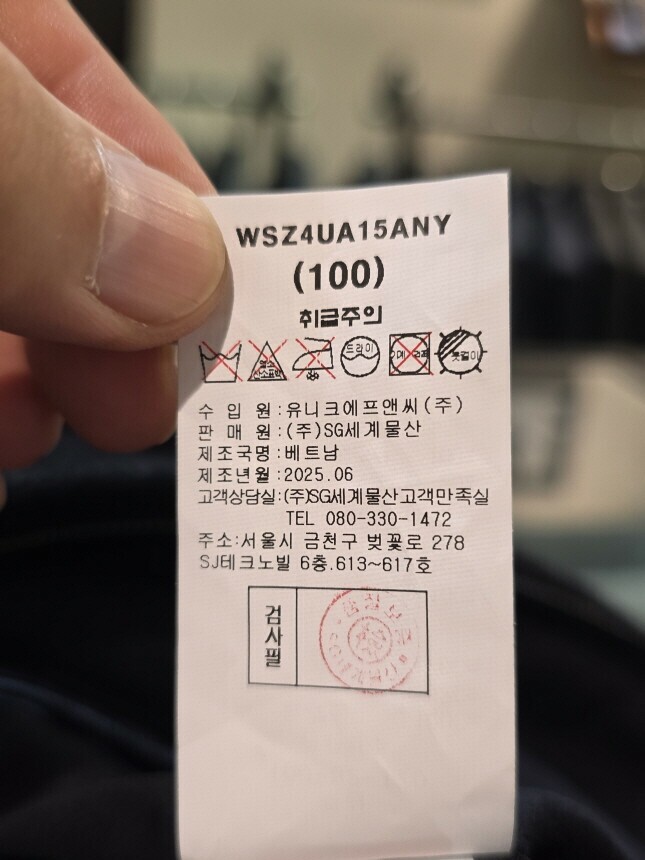 WSZ4UA15ANY
(100)
취급주의
드라이
옷걸이
수 입 원:유니크에프앤씨(주)
판 매 원:(주)SG세계물산
제조국명:베트남
제조년월:2025.06
고객상담실:(주)SG세계물산고객만족실
TEL 080-330-1472
주소:서울시 금천구 벚꽃로 278
SJ테크노빌 6층.613~617호
검사필